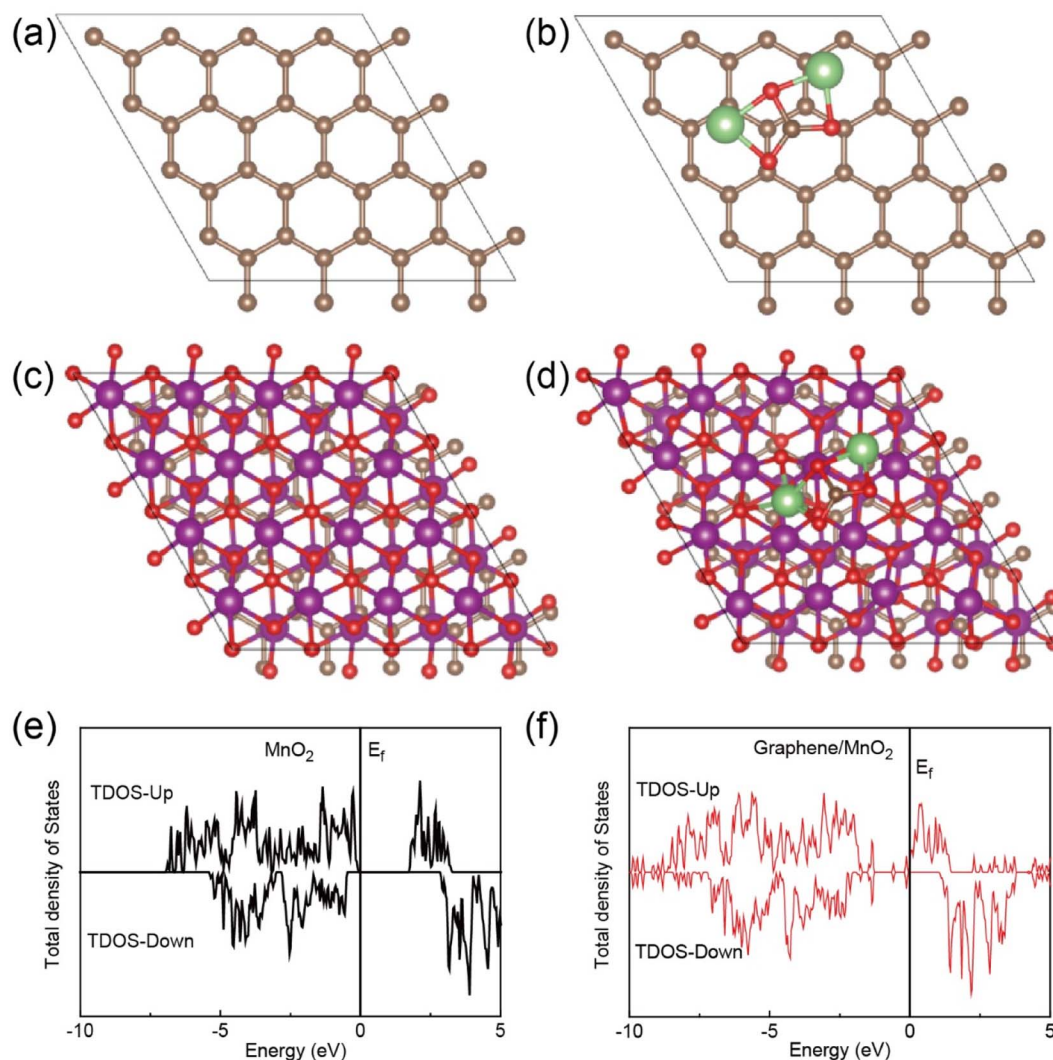 (a)
(b)
(c)
(d)
(e)
MnO2
Ef
TDOS-Up
TDOS-Down
Total density of States
-10
-5
0
5
Energy (eV)
(f)
Graphene/MnO2
Ef
TDOS-Up
TDOS-Down
Total density of States
-10
-5
0
5
Energy (eV)